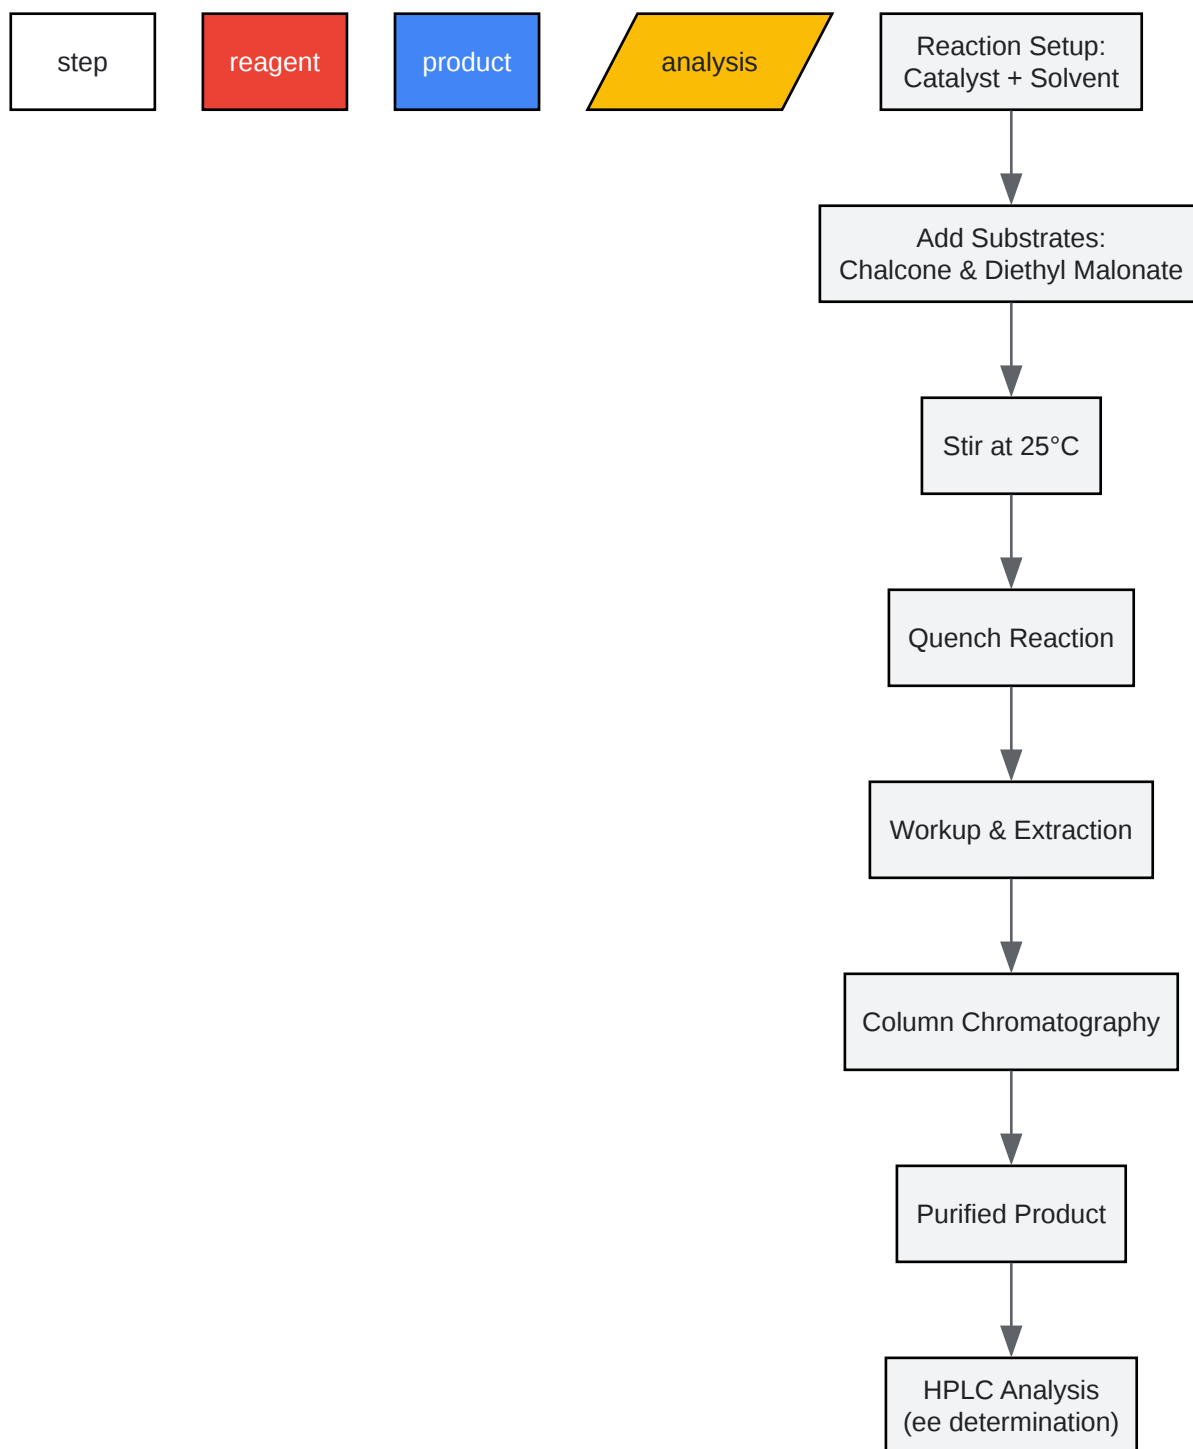 step
reagent
product
analysis
Reaction Setup:
Catalyst + Solvent
Add Substrates:
Chalcone & Diethyl Malonate
Stir at 25°C
Quench Reaction
Workup & Extraction
Column Chromatography
Purified Product
HPLC Analysis
(ee determination)